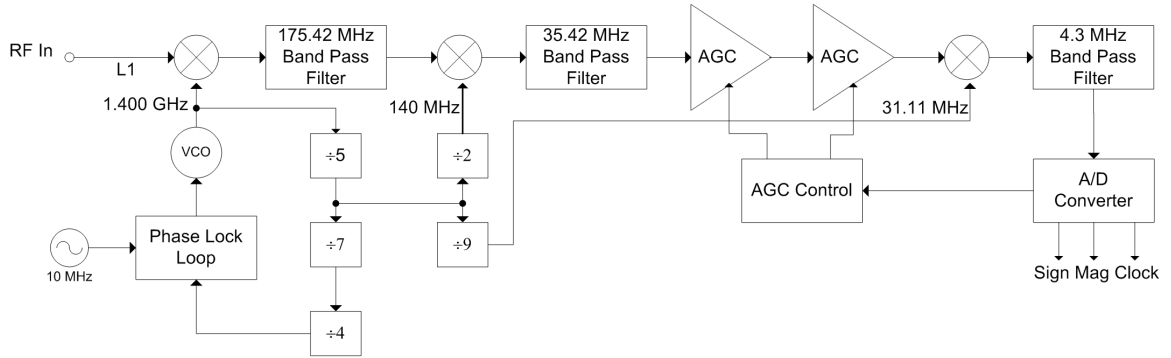 RF In
L1
175.42 MHz
Band Pass
Filter
35.42 MHz
Band Pass
Filter
AGC
AGC
4.3 MHz
Band Pass
Filter
1.400 GHz
140 MHz
31.11 MHz
VCO
÷5
÷2
AGC Control
A/D
Converter
Phase Lock
Loop
÷7
÷9
10 MHz
Sign Mag Clock
÷4